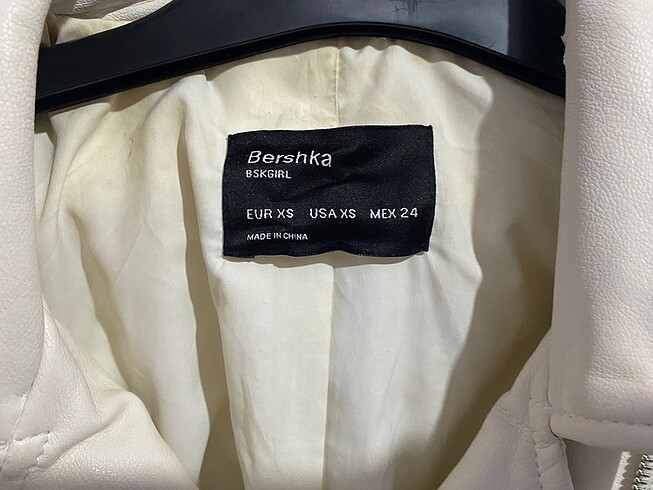 Bershka
BSKGIRL
EUR XS USA XS MEX 24
MADE IN CHINA